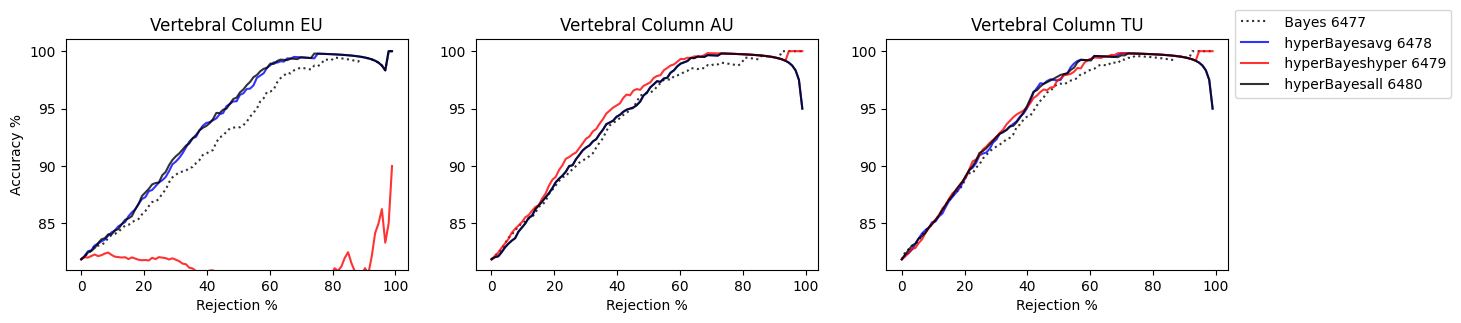 Vertebral Column EU
Vertebral Column AU
Vertebral Column TU
Accuracy %
100
95
90
85
0 20 40 60 80 100
Rejection %
100
95
90
85
0 20 40 60 80 100
Rejection %
100
95
90
85
0 20 40 60 80 100
Rejection %
Bayes 6477
hyperBayesavg 6478
hyperBayeshyper 6479
hyperBayesall 6480